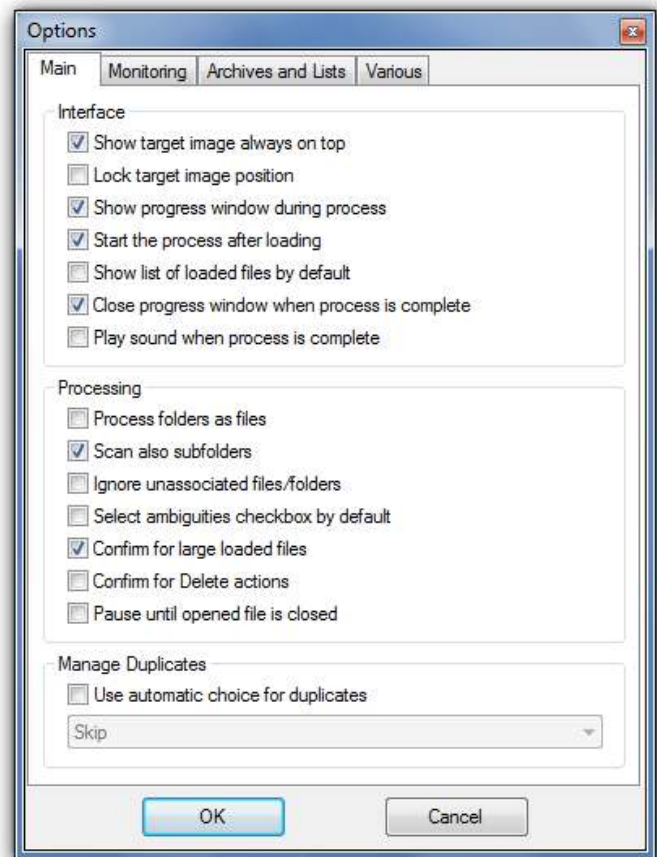 Options
Main Monitoring Archives and Lists Various
Interface
Show target image always on top
Lock target image position
Show progress window during process
Start the process after loading
Show list of loaded files by default
Close progress window when process is complete
Play sound when process is complete
Processing
Process folders as files
Scan also subfolders
Ignore unassociated files/folders
Select ambiguities checkbox by default
Confirm for large loaded files
Confirm for Delete actions
Pause until opened file is closed
Manage Duplicates
Use automatic choice for duplicates
Skip
OK Cancel